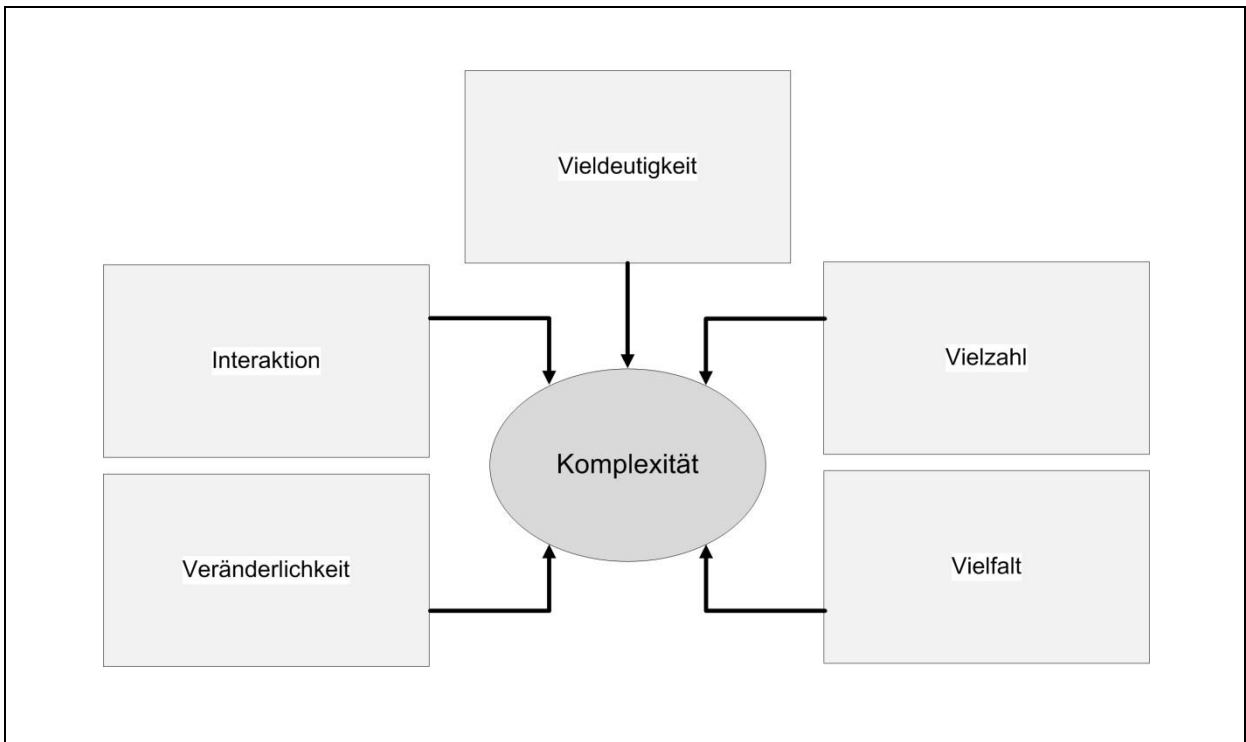 Vieldeutigkeit
Interaktion
Vielzahl
Komplexität
Veränderlichkeit
Vielfalt